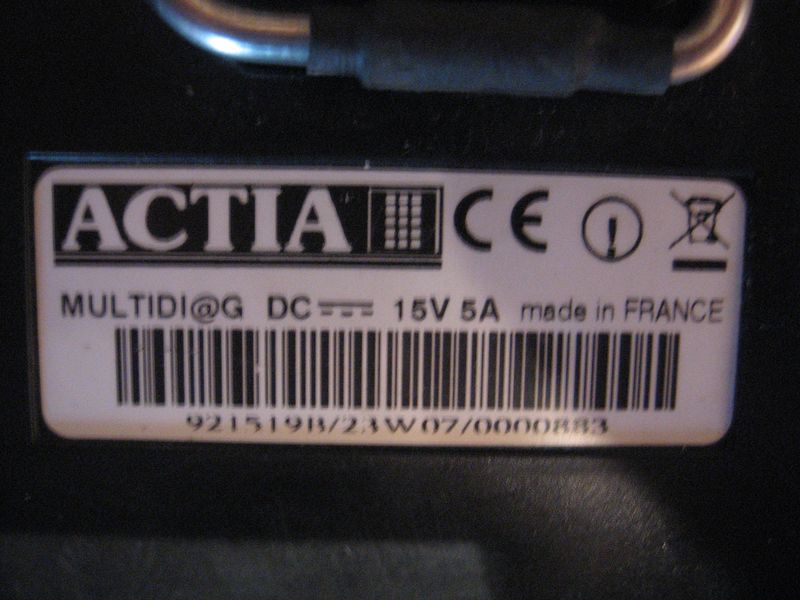 ACTIA CE
MULTIDI@G DC 15V 5A made in FRANCE
921519B/23W07/0000883